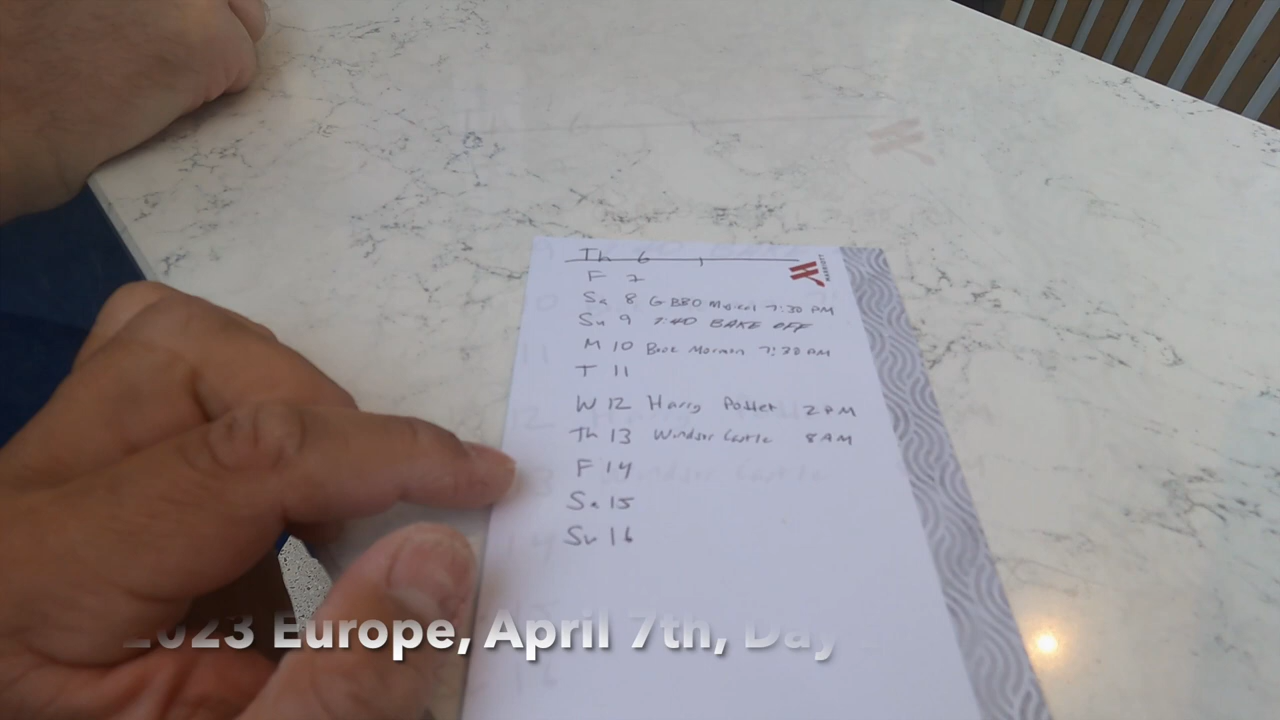 Th 6
MARRIOTT
F 7
Sa 8 GBBO Musical 7:30 PM
Su 9 7:40 BAKE OFF
M 10 Book Mormon 7:30 PM
T 11
W 12 Harry Potter 2 PM
Th 13 Windsor Castle 8 AM
F 14
Sa 15
Su 16
2023 Europe, April 7th, Day